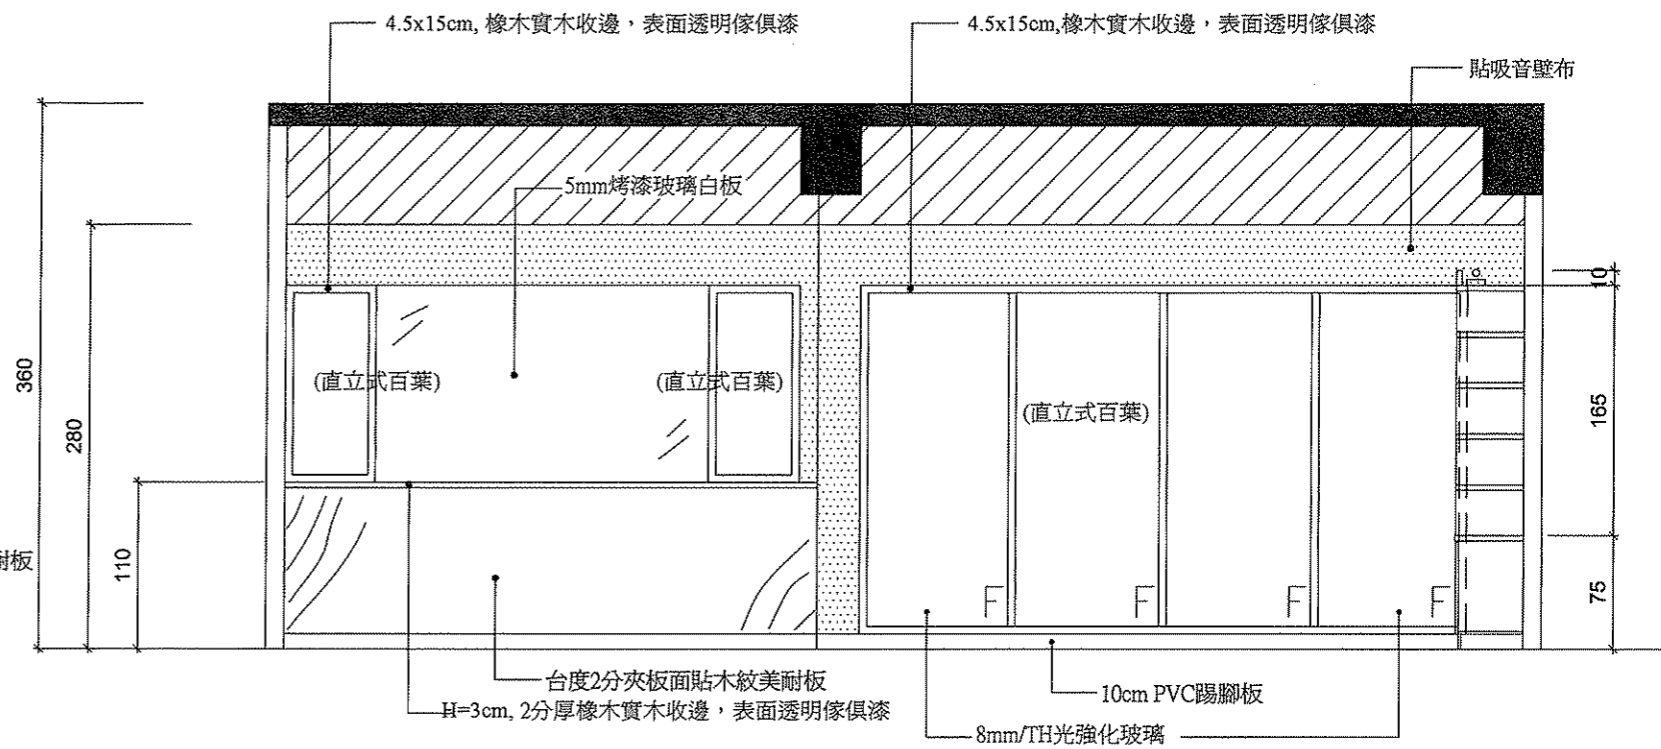 4.5x15cm, 橡木實木收邊，表面透明傢俱漆
4.5x15cm,橡木實木收邊，表面透明傢俱漆
貼吸音壁布
5mm烤漆玻璃白板
10
360
280
(直立式百葉)
(直立式百葉)
(直立式百葉)
165
110
耐板
F
F
F
F
75
台度2分夾板面貼木紋美耐板
10cm PVC踢腳板
H=3cm, 2分厚橡木實木收邊，表面透明傢俱漆
8mm/TH光強化玻璃